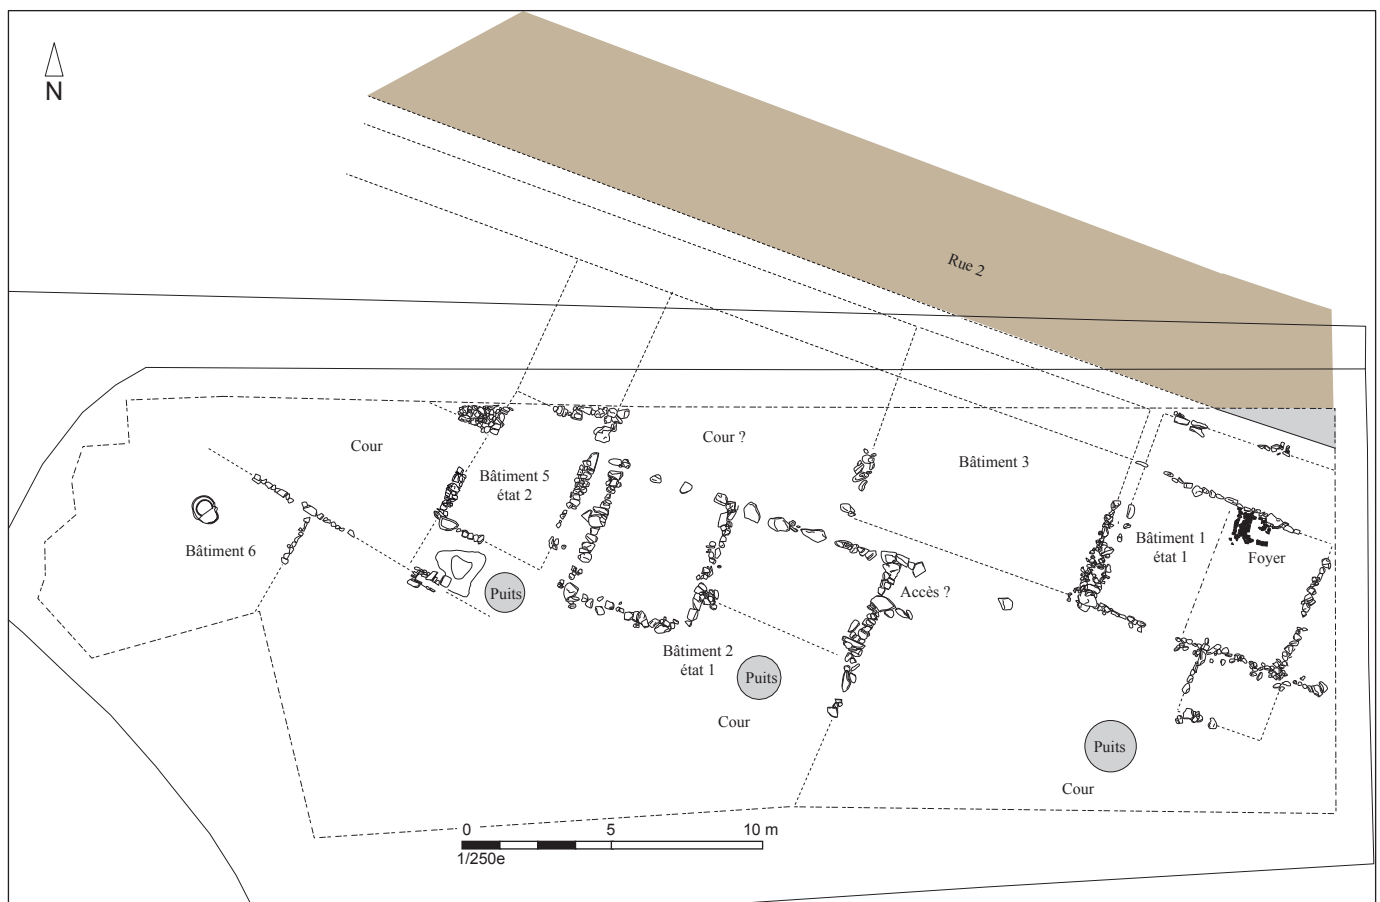 N
Rue 2
Cour
Cour ?
Bâtiment 3
Bâtiment 5
état 2
Bâtiment 6
Bâtiment 1
état 1
Foyer
Puits
Accès ?
Bâtiment 2
état 1
Puits
Cour
Puits
Cour
0 5 10 m
1/250e